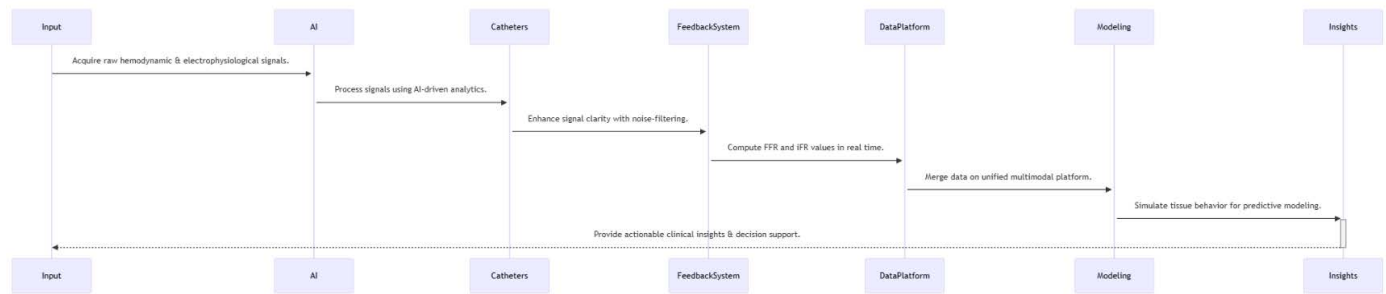 Input AI Catheters FeedbackSystem DataPlatform Modeling Insights
Acquire raw hemodynamic & electrophysiological signals.
Process signals using AI-driven analytics.
Enhance signal clarity with noise-filtering.
Compute FFR and iFR values in real time.
Merge data on unified multimodal platform.
Simulate tissue behavior for predictive modeling.
Provide actionable clinical insights & decision support.
Input AI Catheters FeedbackSystem DataPlatform Modeling Insights